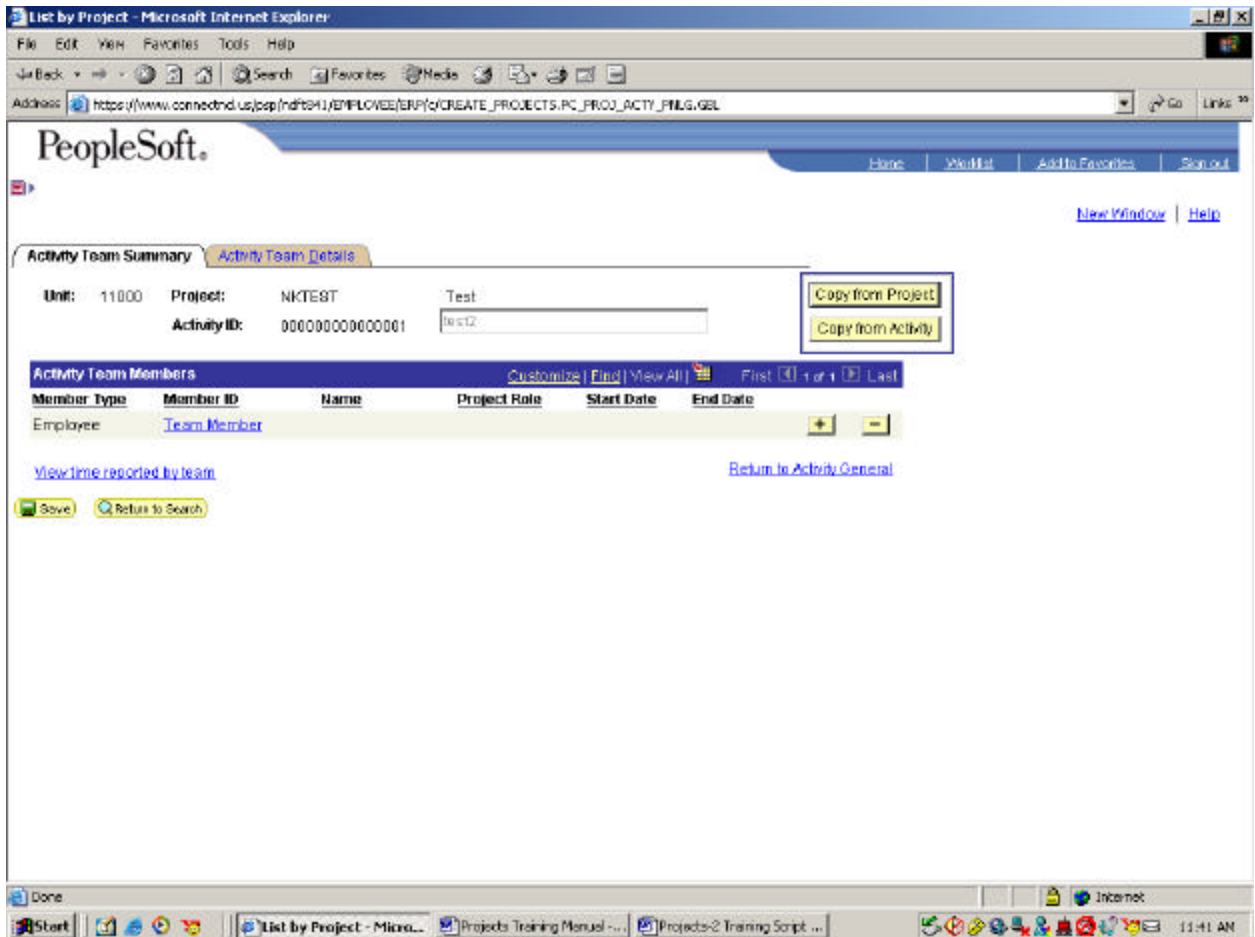 List by Project - Microsoft Internet Explorer
File Edit View Favorites Tools Help
Back Search Favorites Media
Address https://www.connectnd.us/psp/ndft841/EMPLOYEE/ERP/c/CREATE_PROJECTS.PC_PROJ_ACTY_PNLG.GBL Go Links »
PeopleSoft.
Home | Worklist | Add to Favorites | Sign out
New Window | Help
Activity Team Summary Activity Team Details
Unit: 11000 Project: NKTEST Test Copy from Project
Activity ID: 000000000000001 test2 Copy from Activity
Activity Team Members Customize | Find | View All | First 1 of 1 Last
Member Type Member ID Name Project Role Start Date End Date
Employee Team Member + -
View time reported by team Return to Activity General
Save Return to Search
Done Internet
Start List by Project - Micro... Projects Training Manual -... Projects-2 Training Script ... 11:41 AM